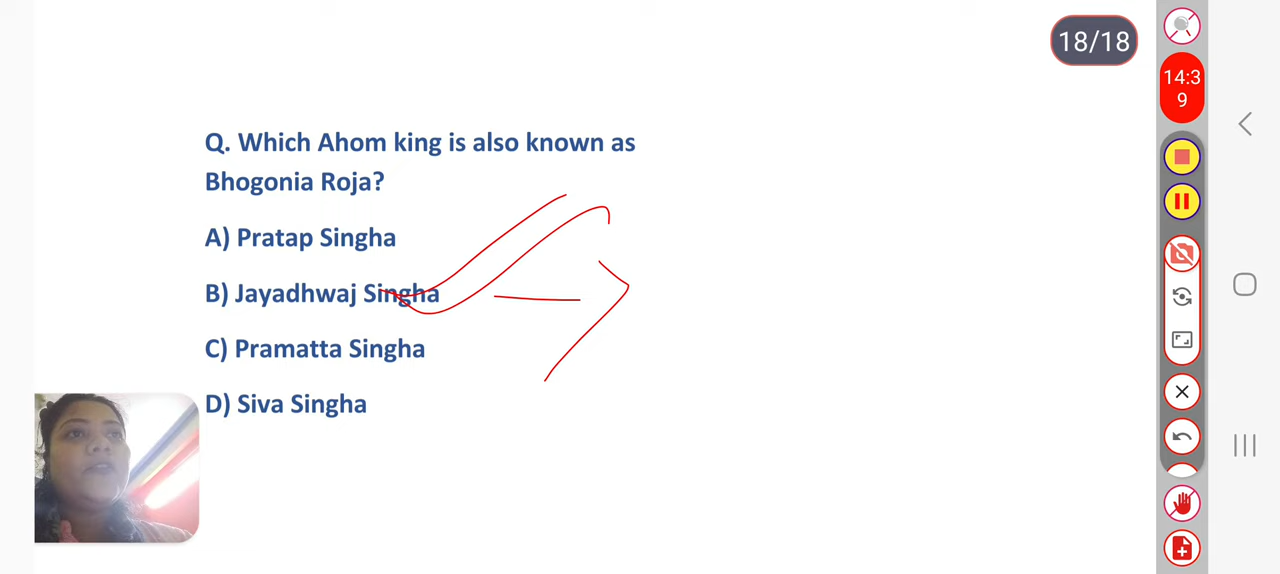 18/18
14:3
9
Q. Which Ahom king is also known as
Bhogonia Roja?
A) Pratap Singha
B) Jayadhwaj Singha
C) Pramatta Singha
D) Siva Singha